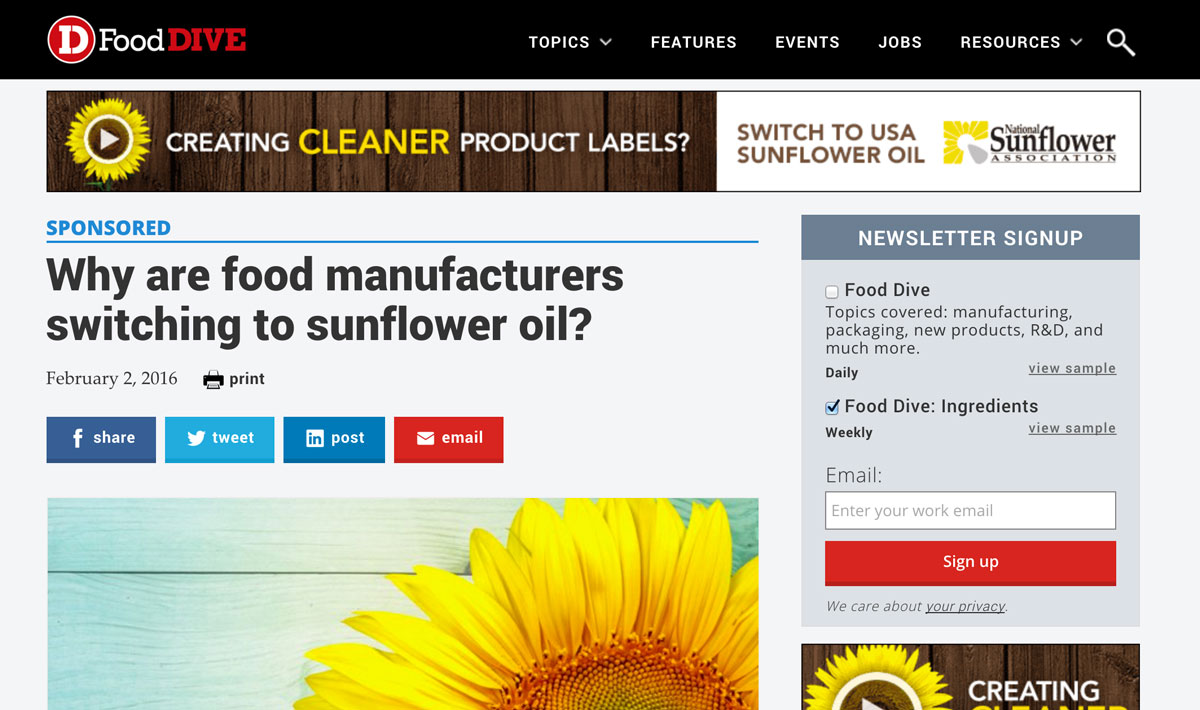 D Food DIVE
TOPICS FEATURES EVENTS JOBS RESOURCES
CREATING CLEANER PRODUCT LABELS?
SWITCH TO USA
SUNFLOWER OIL
National
Sunflower
ASSOCIATION
SPONSORED
Why are food manufacturers
switching to sunflower oil?
February 2, 2016 print
share tweet in post email
NEWSLETTER SIGNUP
Food Dive
Topics covered: manufacturing,
packaging, new products, R&D, and
much more.
Daily view sample
Food Dive: Ingredients
Weekly view sample
Email:
Enter your work email
Sign up
We care about your privacy.
CREATING
CLEANER